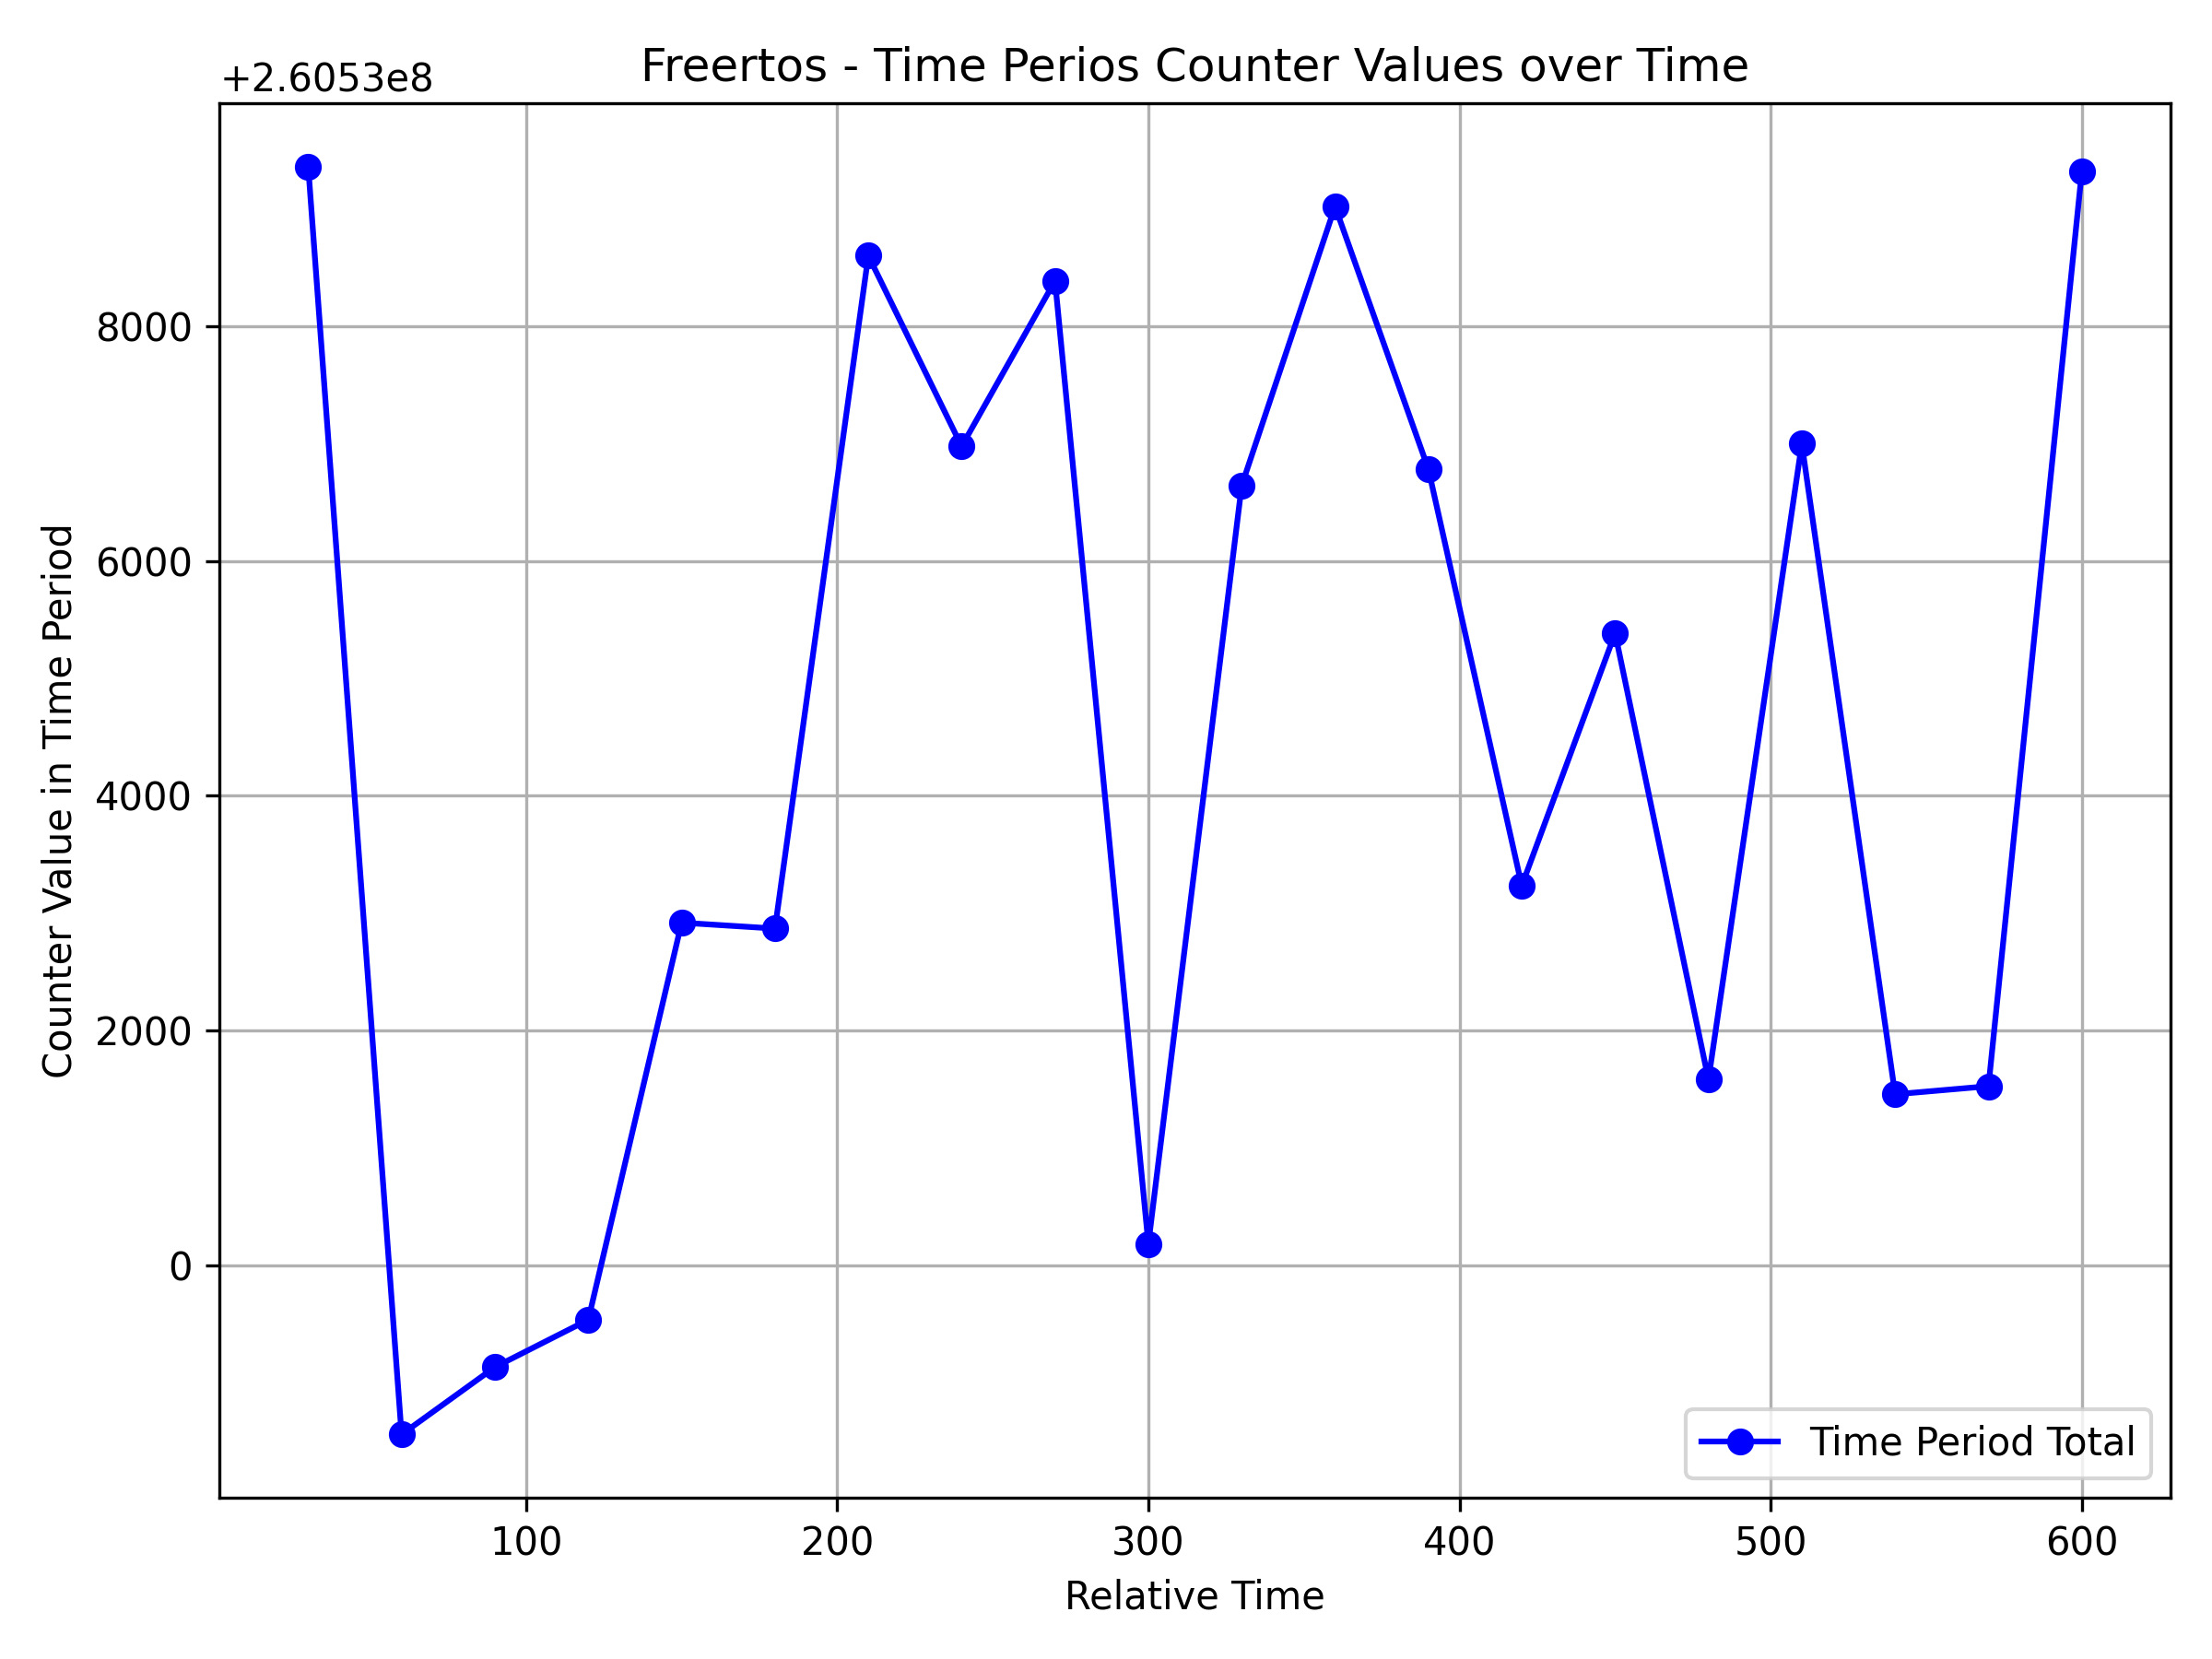 Freertos - Time Perios Counter Values over Time
+2.6053e8
8000
6000
4000
2000
0
Counter Value in Time Period
100 200 300 400 500 600
Relative Time
Time Period Total